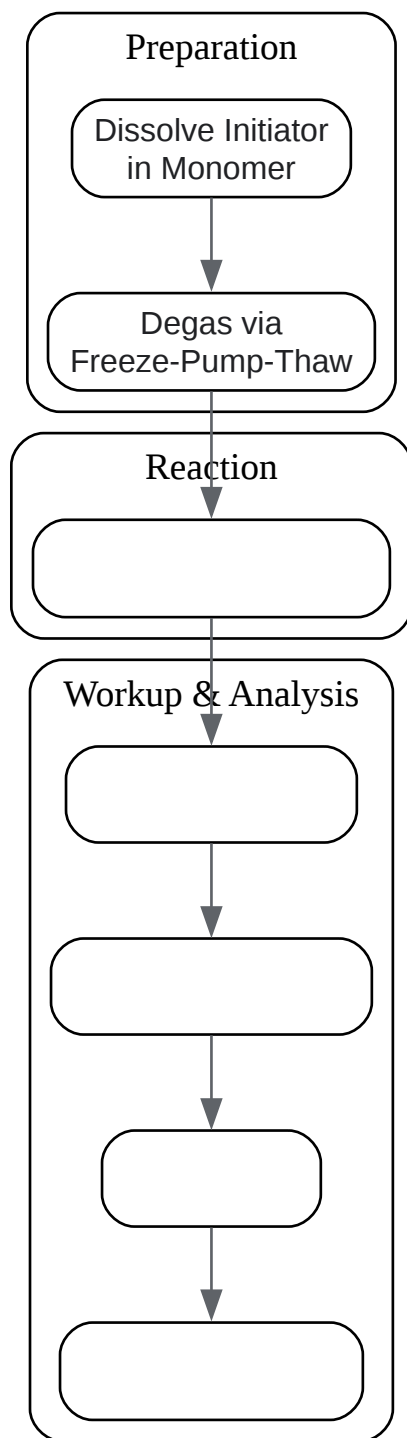 Preparation
Dissolve Initiator
in Monomer
Degas via
Freeze-Pump-Thaw
Reaction
Workup & Analysis